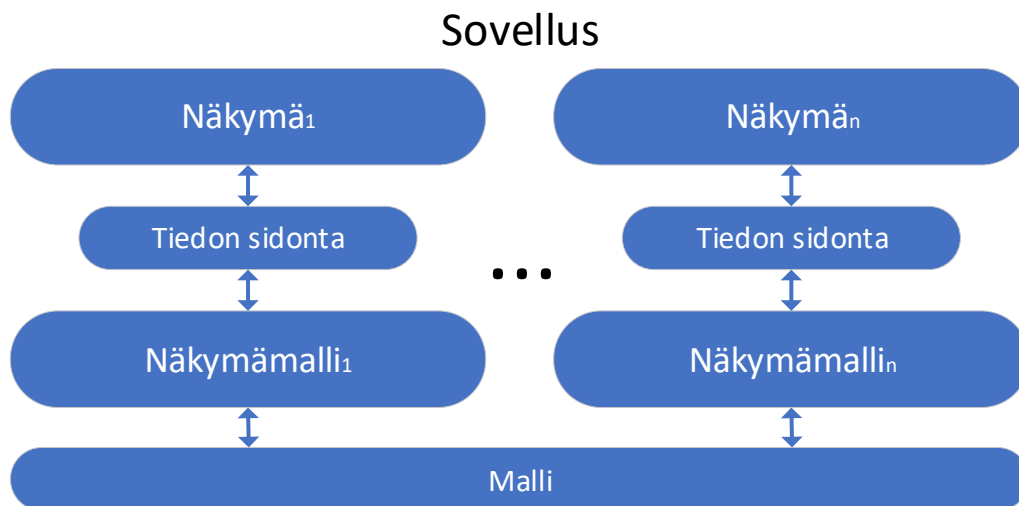 Sovellus
Näkymä₁
Näkymäₙ
Tiedon sidonta
Tiedon sidonta
...
Näkymämalli₁
Näkymämalliₙ
Malli